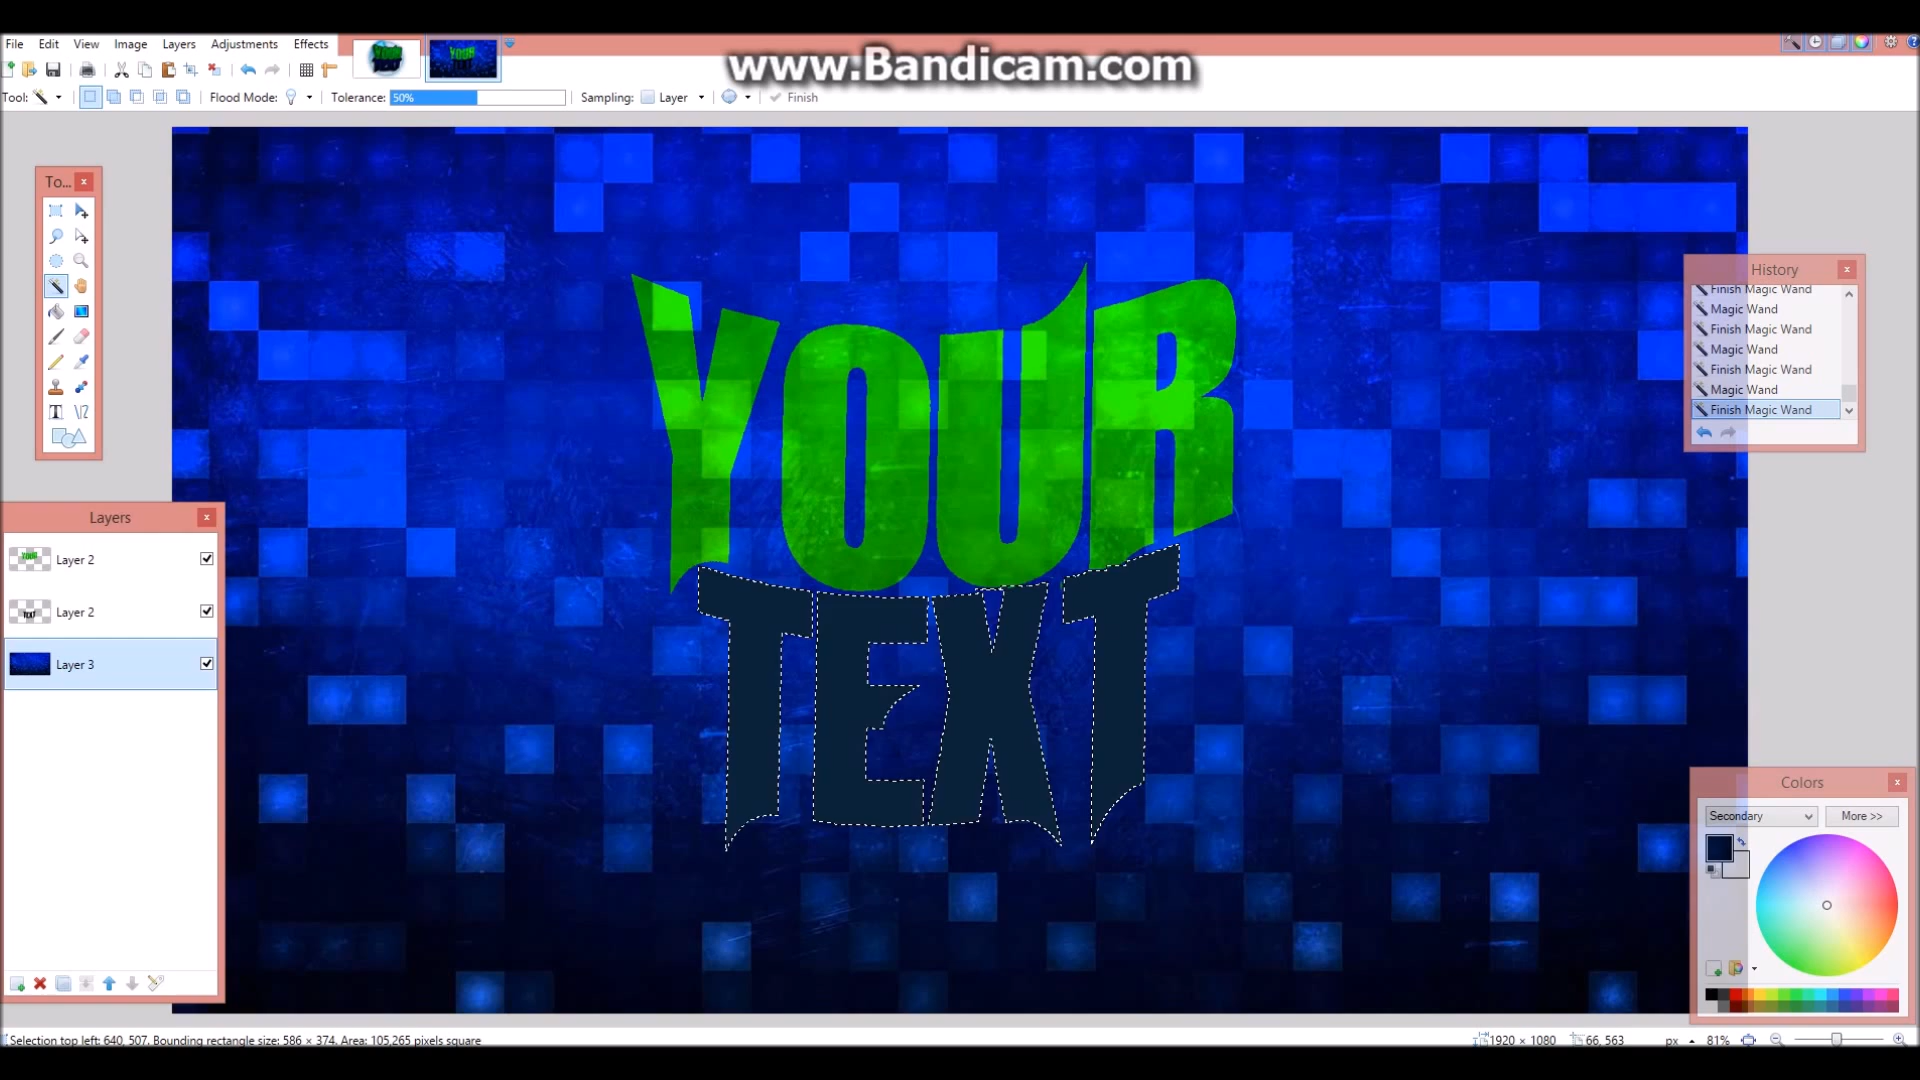 File Edit View Image Layers Adjustments Effects
www.Bandicam.com
Tool: Flood Mode: Tolerance: 50% Sampling: Layer Finish
To...
YOUR
TEXT
History
Finish Magic Wand
Magic Wand
Finish Magic Wand
Magic Wand
Finish Magic Wand
Magic Wand
Finish Magic Wand
Layers
Layer 2
Layer 2
Layer 3
Colors
Secondary More >>
Selection top left: 640, 507. Bounding rectangle size: 586 × 374. Area: 105,265 pixels square
1920 × 1080 66, 563 px 81%